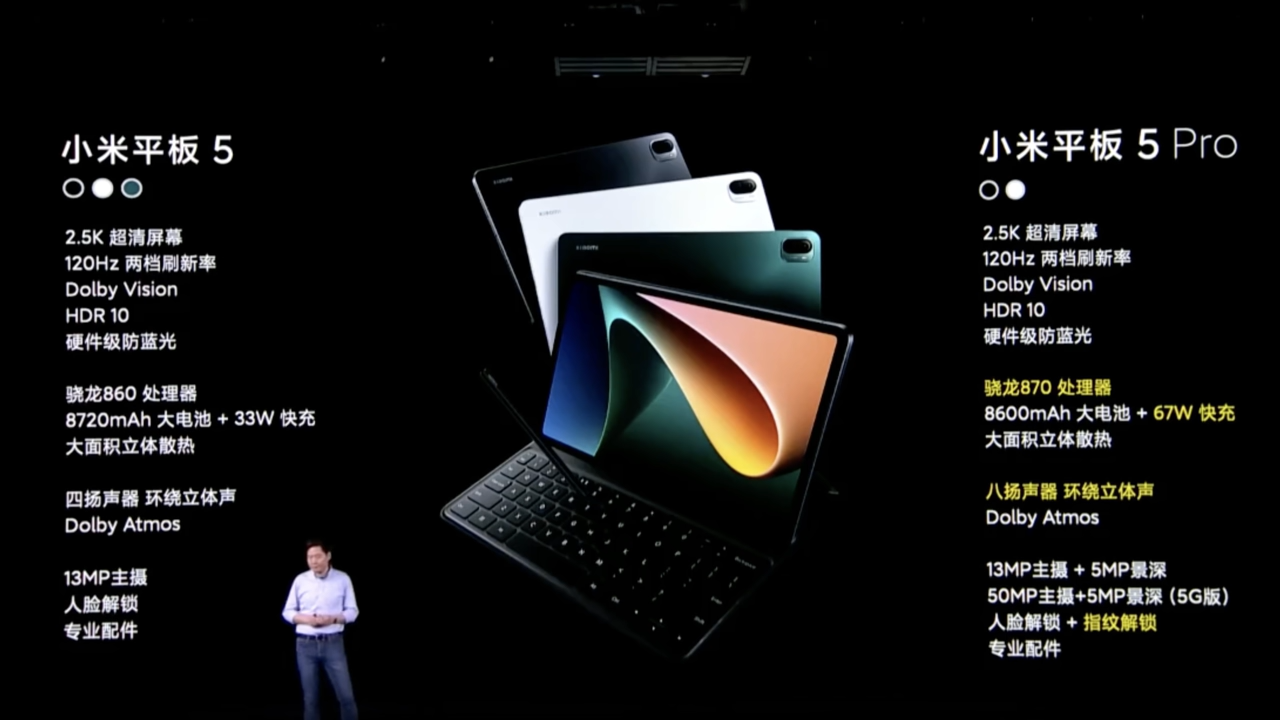 小米平板 5
2.5K 超清屏幕
120Hz 两档刷新率
Dolby Vision
HDR 10
硬件级防蓝光
骁龙860 处理器
8720mAh 大电池 + 33W 快充
大面积立体散热
四扬声器 环绕立体声
Dolby Atmos
13MP主摄
人脸解锁
专业配件
XIAOMI
XIAOMI
XIAOMI
小米平板 5 Pro
2.5K 超清屏幕
120Hz 两档刷新率
Dolby Vision
HDR 10
硬件级防蓝光
骁龙870 处理器
8600mAh 大电池 + 67W 快充
大面积立体散热
八扬声器 环绕立体声
Dolby Atmos
13MP主摄 + 5MP景深
50MP主摄+5MP景深 (5G版)
人脸解锁 + 指纹解锁
专业配件